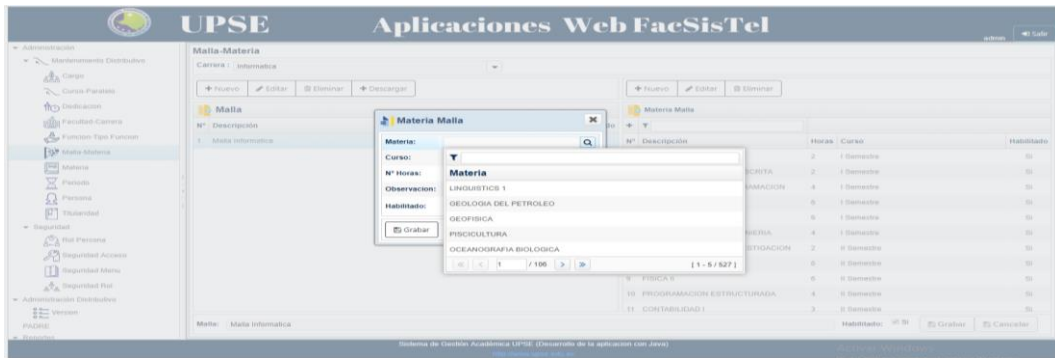 UPSE Aplicaciones Web FacSisTel
admin Salir
Administración
Mantenimiento Distributivo
Cargo
Curso Paralelo
Dedicacion
Facultad Carrera
Funcion Tipo Funcion
Malla Materia
Materia
Periodo
Persona
Titularidad
Seguridad
Rol Persona
Seguridad Acceso
Seguridad Menu
Seguridad Rol
Administración Distributivo
Version
PADRE
Reportes
Malla-Materia
Carrera : Informatica
Nuevo Editar Eliminar Descargar
Malla
N° Descripción
1 Malla Informatica
Malla: Malla Informatica
Materia Malla
Materia:
Curso:
N° Horas:
Observacion:
Habilitado:
Grabar
Materia
LINGUISTICS 1
GEOLOGIA DEL PETROLEO
GEOFISICA
PISCICULTURA
OCEANOGRAFIA BIOLOGICA
1 / 106 [ 1 - 5 / 527 ]
Nuevo Editar Eliminar
Materia Malla
N° Descripción Horas Curso Habilitado
2 I Semestre Si
2 I Semestre Si
4 I Semestre Si
6 I Semestre Si
6 I Semestre Si
4 I Semestre Si
2 II Semestre Si
6 II Semestre Si
9 FISICA II 6 II Semestre Si
10 PROGRAMACION ESTRUCTURADA 4 II Semestre Si
11 CONTABILIDAD I 3 II Semestre Si
Habilitado: Si Grabar Cancelar
Sistema de Gestión Académica UPSE (Desarrollo de la aplicación con Java)